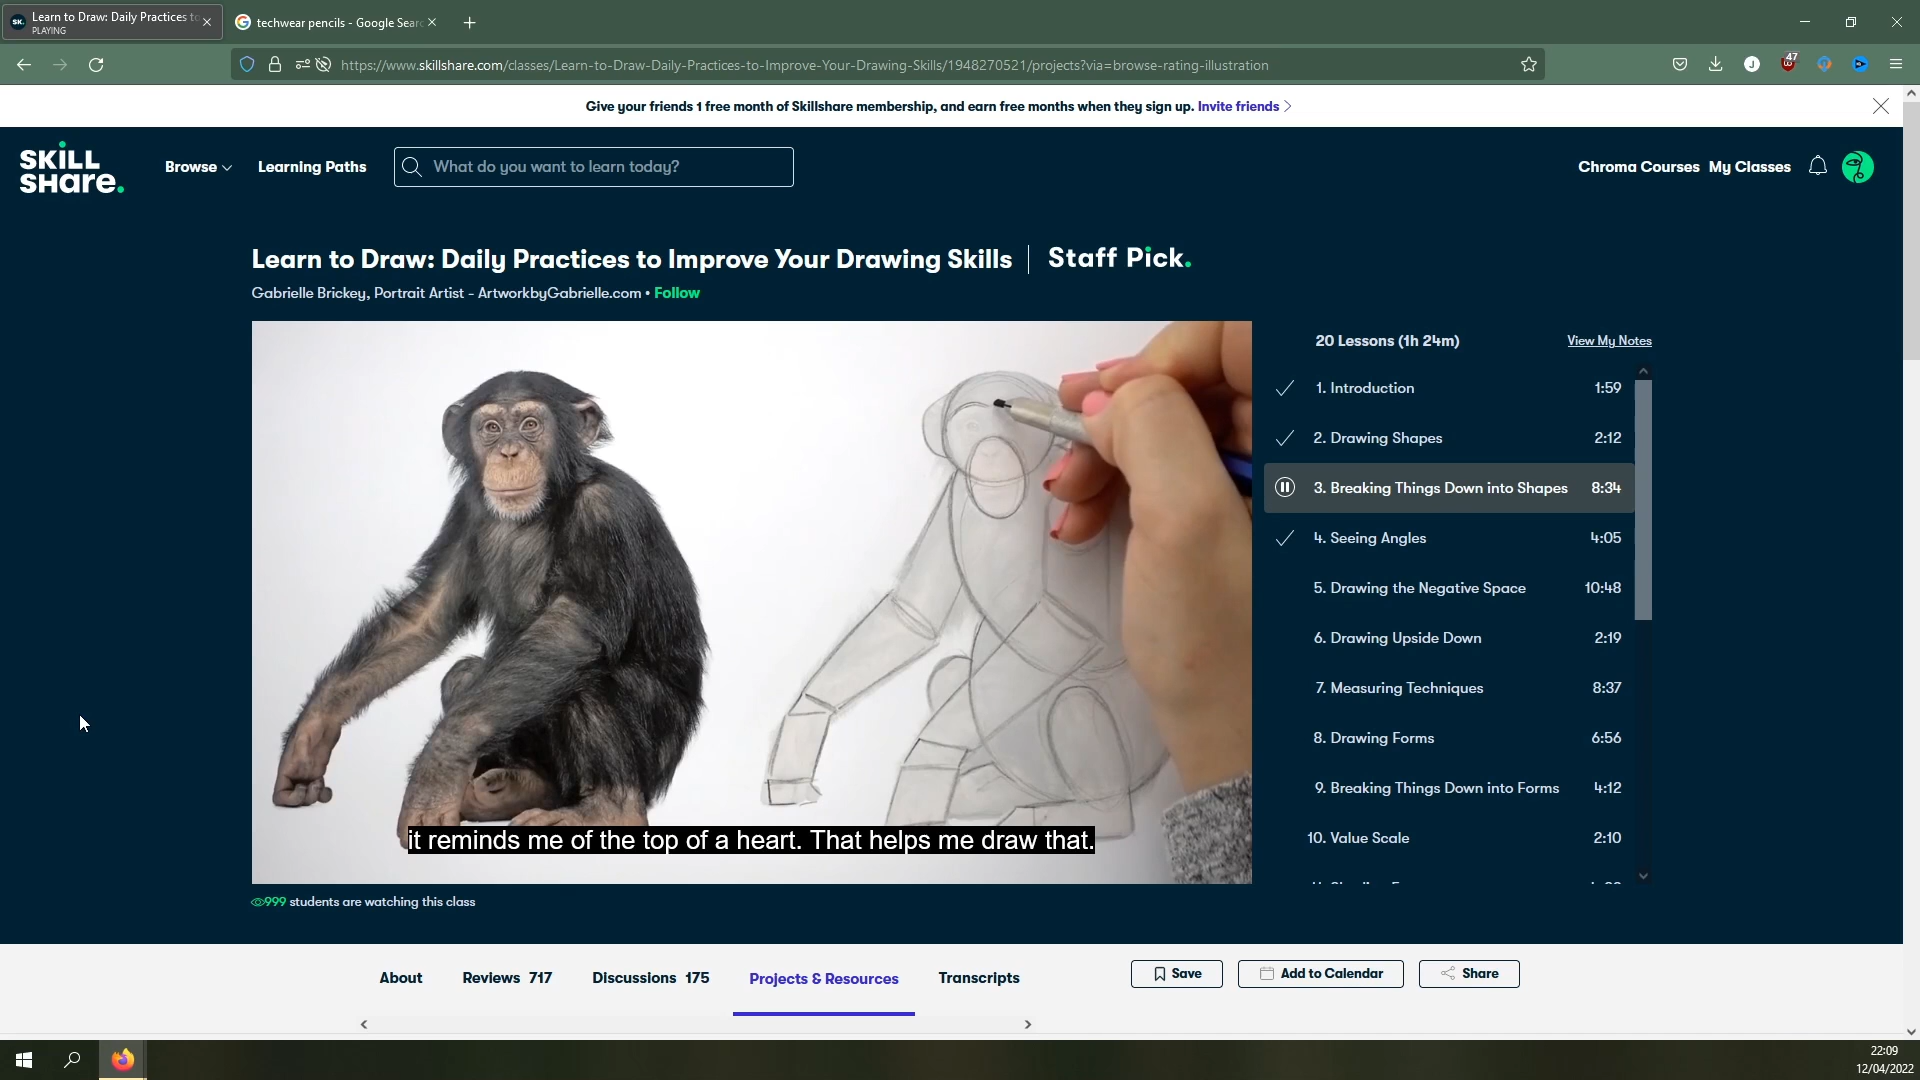 Learn to Draw: Daily Practices to
PLAYING
techwear pencils - Google Sear
https://www.skillshare.com/classes/Learn-to-Draw-Daily-Practices-to-Improve-Your-Drawing-Skills/1948270521/projects?via=browse-rating-illustration
J
47
Give your friends 1 free month of Skillshare membership, and earn free months when they sign up. Invite friends
SKiLL
SHare.
Browse
Learning Paths
What do you want to learn today?
Chroma Courses
My Classes
Learn to Draw: Daily Practices to Improve Your Drawing Skills
Staff Pick.
Gabrielle Brickey, Portrait Artist - ArtworkbyGabrielle.com • Follow
20 Lessons (1h 24m)
View My Notes
1. Introduction 1:59
2. Drawing Shapes 2:12
3. Breaking Things Down into Shapes 8:34
4. Seeing Angles 4:05
5. Drawing the Negative Space 10:48
6. Drawing Upside Down 2:19
7. Measuring Techniques 8:37
8. Drawing Forms 6:56
9. Breaking Things Down into Forms 4:12
10. Value Scale 2:10
it reminds me of the top of a heart. That helps me draw that.
999 students are watching this class
About
Reviews 717
Discussions 175
Projects & Resources
Transcripts
Save
Add to Calendar
Share
22:09
12/04/2022